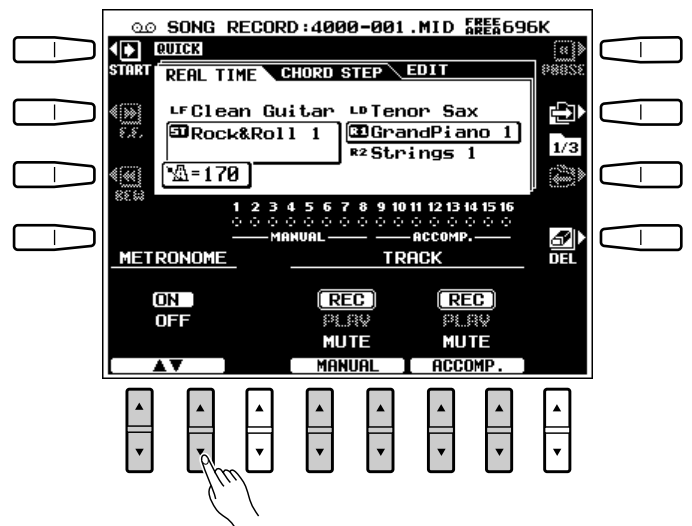 SONG RECORD:4000-001.MID FREE AREA 696K
QUICK
START
PAUSE
REAL TIME CHORD STEP EDIT
LF Clean Guitar LD Tenor Sax
F.F.
ST Rock&Roll 1 R1 GrandPiano 1
R2 Strings 1
1/3
=170
REW
1 2 3 4 5 6 7 8 9 10 11 12 13 14 15 16
MANUAL ACCOMP.
METRONOME TRACK DEL
ON REC REC
OFF PLAY PLAY
MUTE MUTE
▲▼ MANUAL ACCOMP.